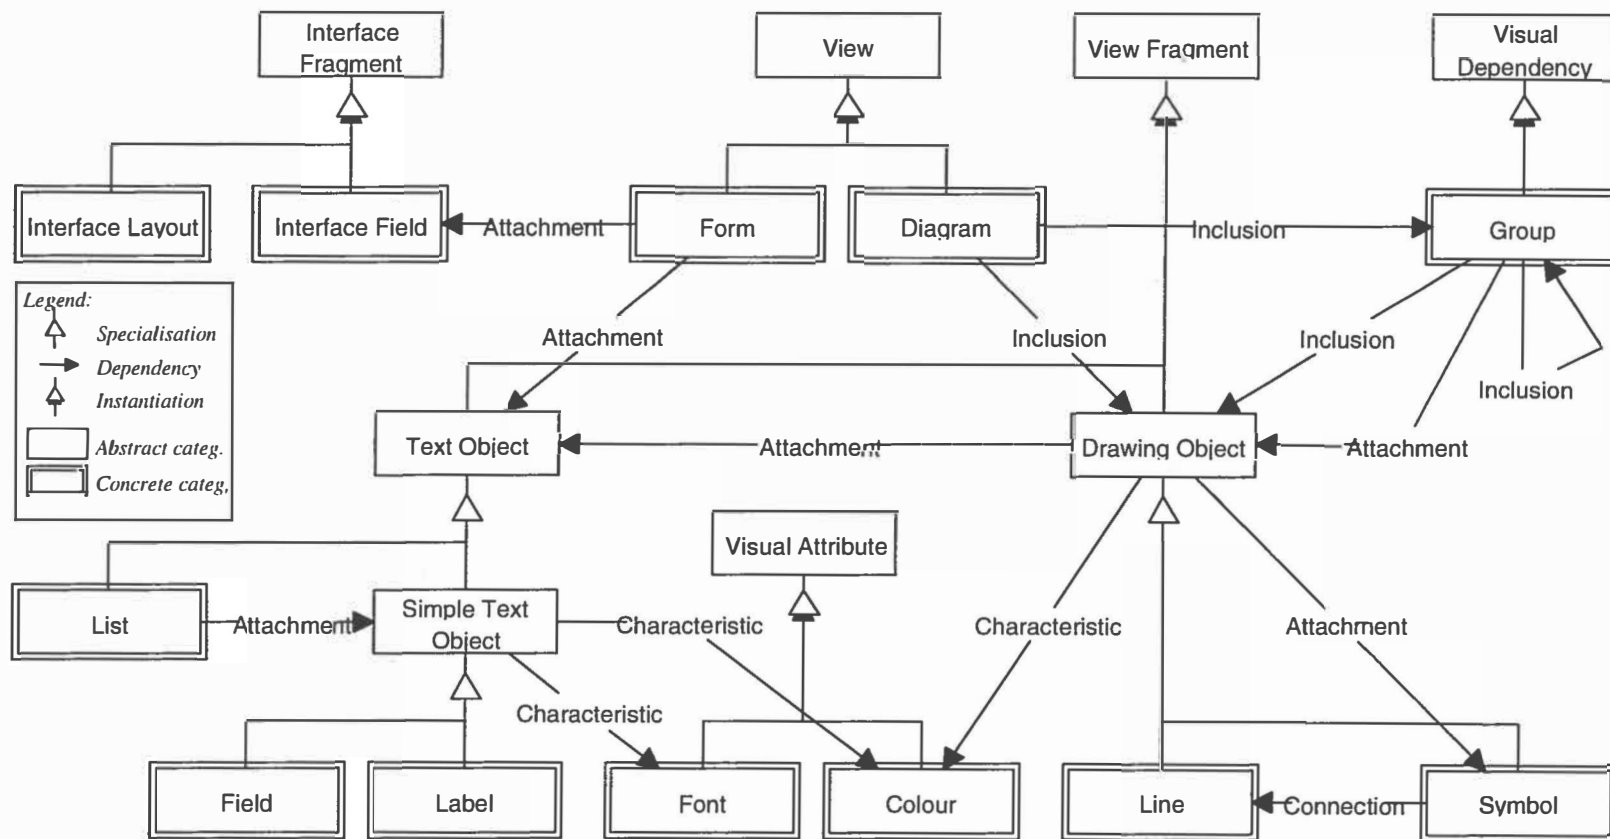 Interface
Fragment
View
View Fragment
Visual
Dependency
Interface Layout
Interface Field
Attachment
Form
Diagram
Inclusion
Group
Legend:
Specialisation
Dependency
Instantiation
Abstract categ.
Concrete categ,
Attachment
Inclusion
Inclusion
Inclusion
Text Object
Attachment
Drawing Object
Attachment
Visual Attribute
List
Attachment
Simple Text
Object
Characteristic
Characteristic
Attachment
Characteristic
Field
Label
Font
Colour
Line
Connection
Symbol